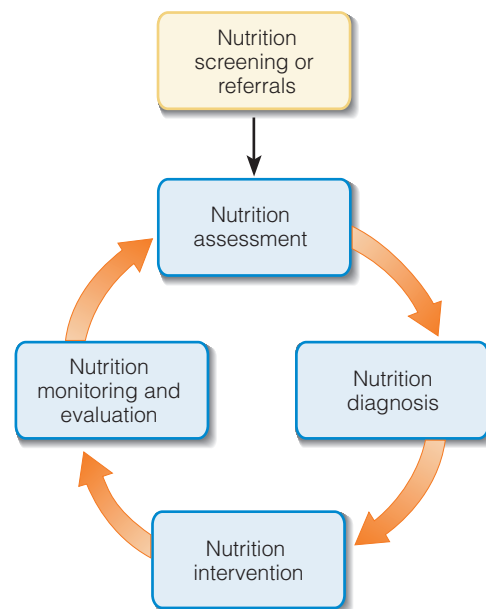 Nutrition
screening or
referrals
Nutrition
assessment
Nutrition
diagnosis
Nutrition
intervention
Nutrition
monitoring and
evaluation